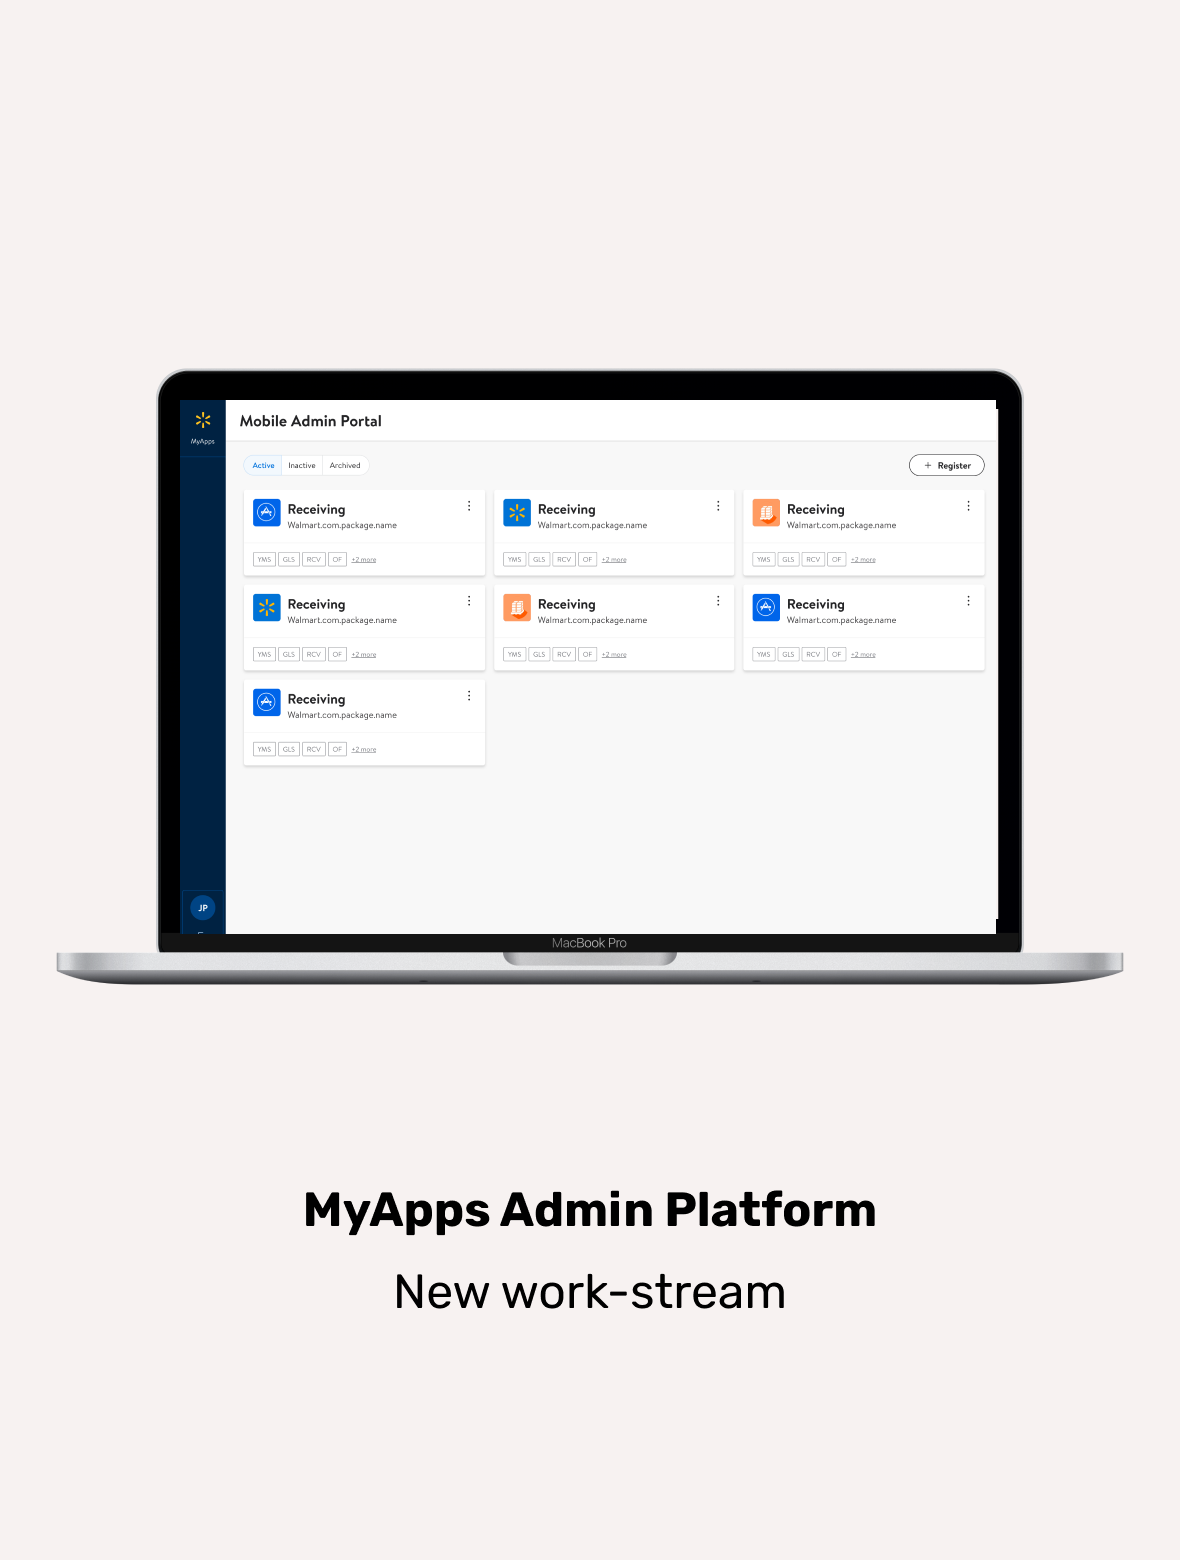 MyApps
Mobile Admin Portal
Active Inactive Archived
+ Register
Receiving
Walmart.com.package.name
YMS GLS RCV OF +2 more
Receiving
Walmart.com.package.name
YMS GLS RCV OF +2 more
Receiving
Walmart.com.package.name
YMS GLS RCV OF +2 more
Receiving
Walmart.com.package.name
YMS GLS RCV OF +2 more
Receiving
Walmart.com.package.name
YMS GLS RCV OF +2 more
Receiving
Walmart.com.package.name
YMS GLS RCV OF +2 more
Receiving
Walmart.com.package.name
YMS GLS RCV OF +2 more
JP
MacBook Pro
MyApps Admin Platform
New work-stream